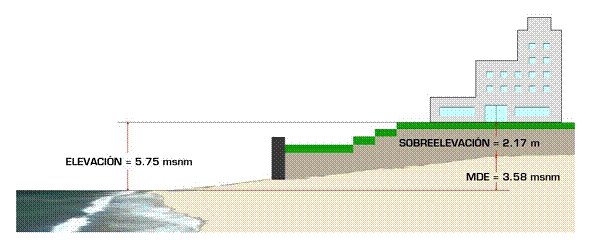 SOBREELEVACIÓN = 2.17 m
ELEVACIÓN = 5.75 msnm
MDE = 3.58 msnm